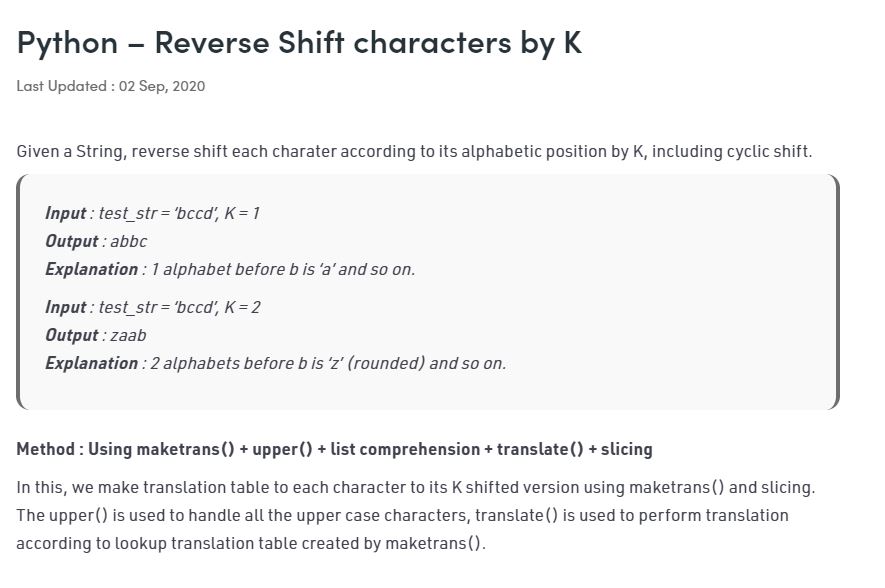 Python – Reverse Shift characters by K
Last Updated : 02 Sep, 2020
Given a String, reverse shift each charater according to its alphabetic position by K, including cyclic shift.
Input : test_str = ‘bccd’, K = 1
Output : abbc
Explanation : 1 alphabet before b is ‘a’ and so on.
Input : test_str = ‘bccd’, K = 2
Output : zaab
Explanation : 2 alphabets before b is ‘z’ (rounded) and so on.
Method : Using maketrans() + upper() + list comprehension + translate() + slicing
In this, we make translation table to each character to its K shifted version using maketrans() and slicing.
The upper() is used to handle all the upper case characters, translate() is used to perform translation
according to lookup translation table created by maketrans().